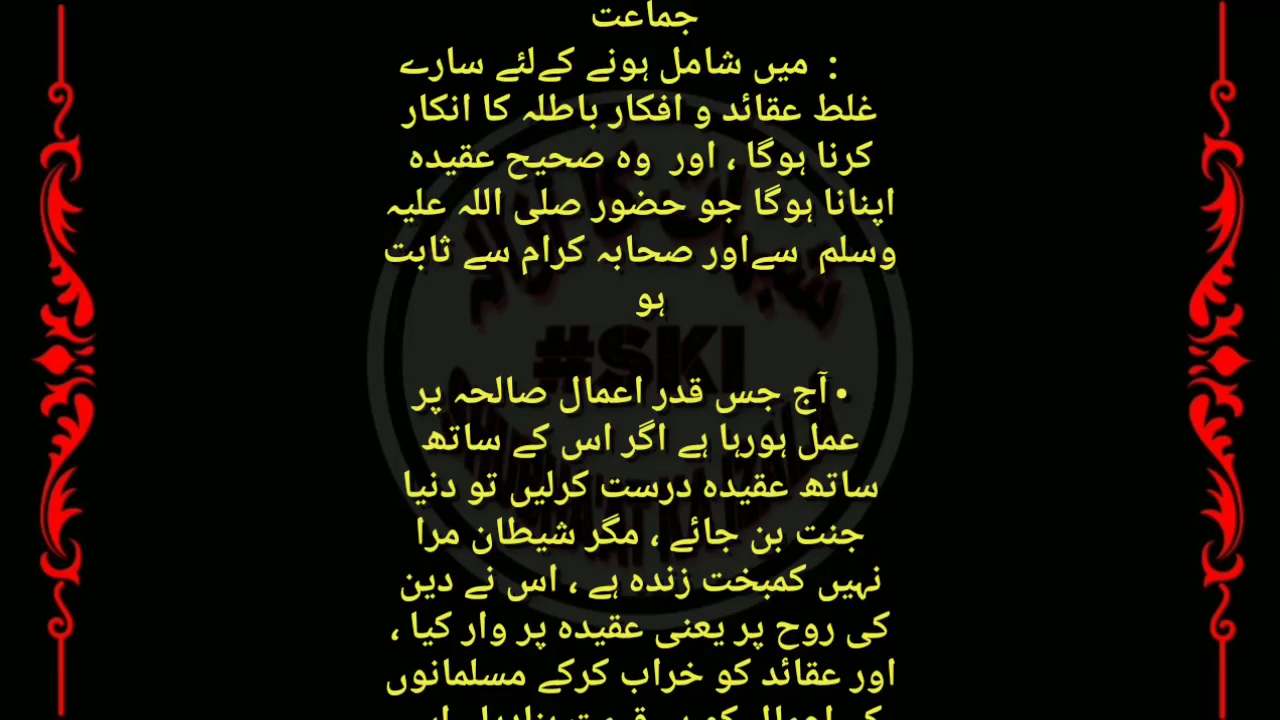 جماعت
: میں شامل ہونے کےلئے سارے
غلط عقائد و افکار باطلہ کا انکار
کرنا ہوگا ، اور وہ صحیح عقیدہ
اپنانا ہوگا جو حضور صلی اللہ علیہ
وسلم سےاور صحابہ کرام سے ثابت
ہو
•آج جس قدر اعمال صالحہ پر
عمل ہورہا ہے اگر اس کے ساتھ
ساتھ عقیدہ درست کرلیں تو دنیا
جنت بن جائے ، مگر شیطان مرا
نہیں کمبخت زندہ ہے ، اس نے دین
کی روح پر یعنی عقیدہ پر وار کیا ،
اور عقائد کو خراب کرکے مسلمانوں
#SKI